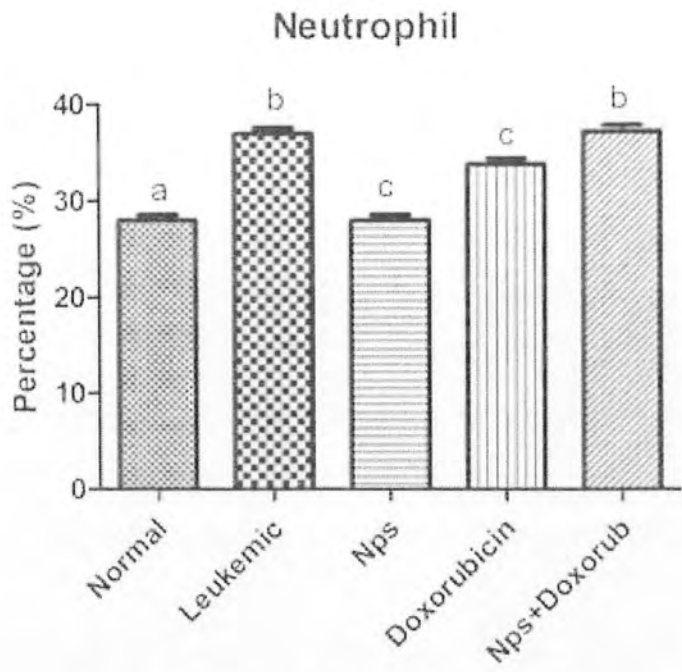 Neutrophil
Percentage (%)
40
30
20
10
0
a
b
c
c
b
Normal
Leukemic
Nps
Doxorubicin
Nps+Doxorub